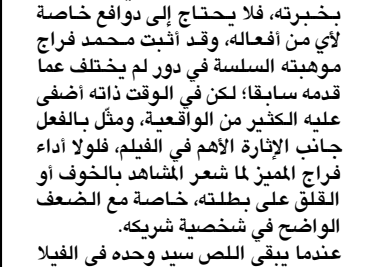 بخبرته، فلا يحتاج إلى دوافع خاصة
لأي من أفعاله، وقد أثبت محمد فراج
موهبته السلسة في دور لم يختلف عما
قدمه سابقا؛ لكن في الوقت ذاته أضفى
عليه الكثير من الواقعية، ومثّل بالفعل
جانب الإثارة الأهم في الفيلم، فلولا أداء
فراج المميز لما شعر المشاهد بالخوف أو
القلق على بطلته، خاصة مع الضعف
الواضح في شخصية شريكه.
عندما يبقى اللص سيد وحده في الفيلا